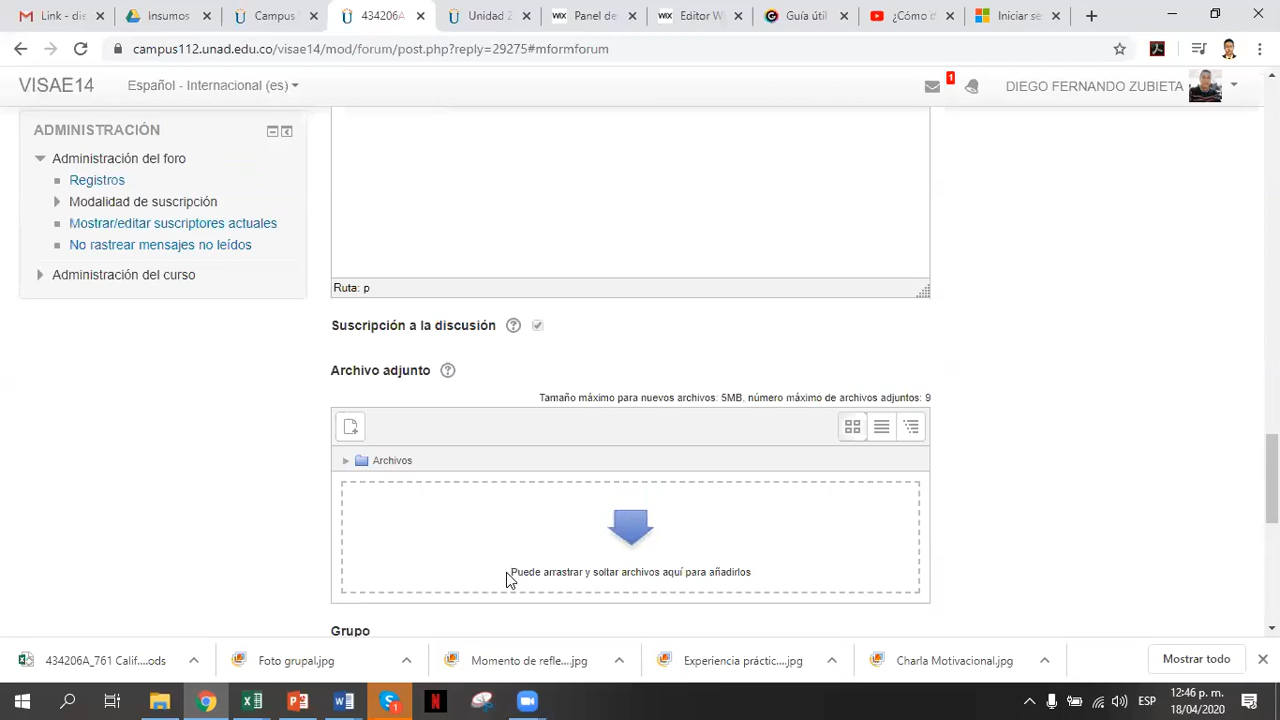 Link - dis
Insumos
Campus
434206A
Unidad 2
Panel de
Editor W
Guía útil
¿Cómo d
Iniciar se
campus112.unad.edu.co/visae14/mod/forum/post.php?reply=29275#mformforum
VISAE14
Español - Internacional (es)
1
DIEGO FERNANDO ZUBIETA
ADMINISTRACIÓN
Administración del foro
Registros
Modalidad de suscripción
Mostrar/editar suscriptores actuales
No rastrear mensajes no leídos
Administración del curso
Ruta: p
Suscripción a la discusión
Archivo adjunto
Tamaño máximo para nuevos archivos: 5MB, número máximo de archivos adjuntos: 9
Archivos
Puede arrastrar y soltar archivos aquí para añadirlos
Grupo
434206A_761 Calif....ods
Foto grupal.jpg
Momento de refle....jpg
Experiencia práctic....jpg
Charla Motivacional.jpg
Mostrar todo
ESP
12:46 p. m.
18/04/2020